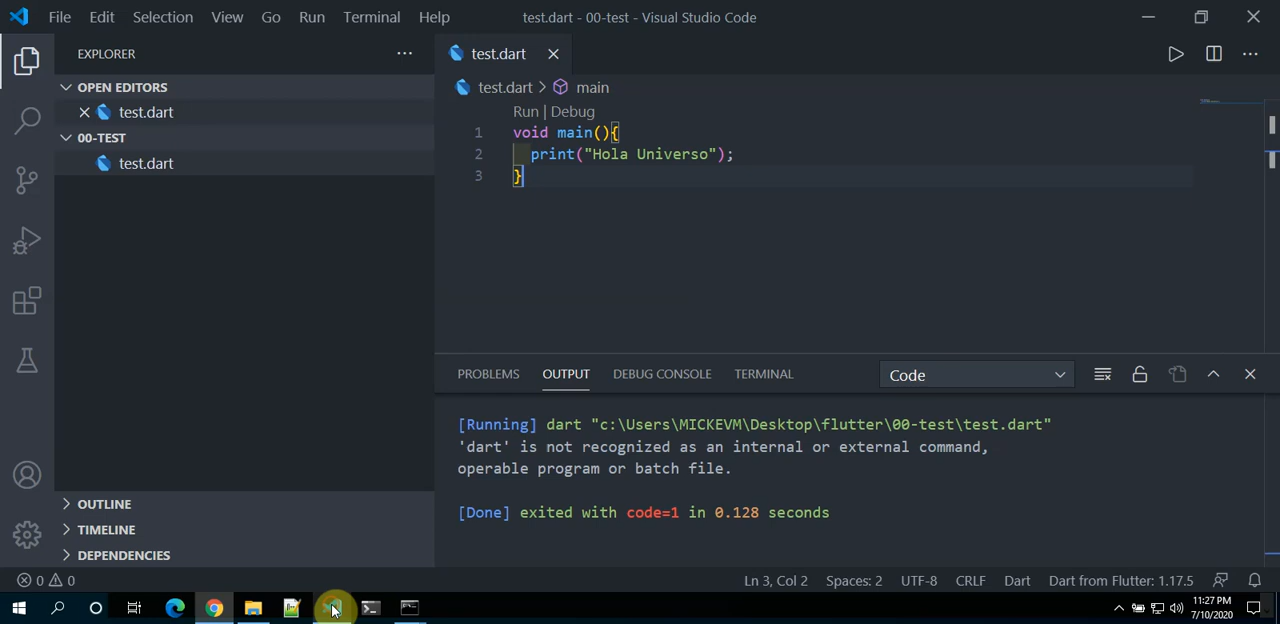 File Edit Selection View Go Run Terminal Help test.dart - 00-test - Visual Studio Code
EXPLORER
OPEN EDITORS
test.dart
00-TEST
test.dart
OUTLINE
TIMELINE
DEPENDENCIES
test.dart
test.dart main
Run | Debug
1 void main(){
2 print("Hola Universo");
3 }
PROBLEMS OUTPUT DEBUG CONSOLE TERMINAL Code
[Running] dart "c:\Users\MICKEVM\Desktop\flutter\00-test\test.dart"
'dart' is not recognized as an internal or external command,
operable program or batch file.
[Done] exited with code=1 in 0.128 seconds
0 0 Ln 3, Col 2 Spaces: 2 UTF-8 CRLF Dart Dart from Flutter: 1.17.5
11:27 PM
7/10/2020